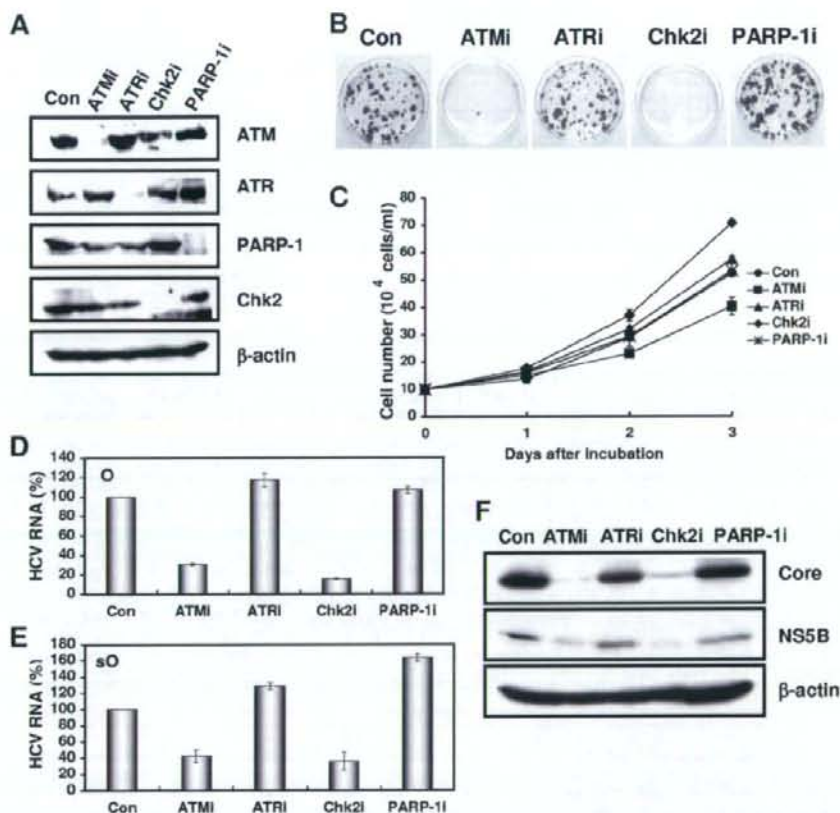 A
Con ATMi ATRi Chk2i PARP-1i
ATM
ATR
PARP-1
Chk2
β-actin
B
Con ATMi ATRi Chk2i PARP-1i
C
Cell number (10⁴ cells/ml)
80
70
60
50
40
30
20
10
0
0 1 2 3
Days after Incubation
Con
ATMi
ATRi
Chk2i
PARP-1i
D
O
HCV RNA (%)
140
120
100
80
60
40
20
0
Con ATMi ATRi Chk2i PARP-1i
E
sO
HCV RNA (%)
180
160
140
120
100
80
60
40
20
0
Con ATMi ATRi Chk2i PARP-1i
F
Con ATMi ATRi Chk2i PARP-1i
Core
NS5B
β-actin